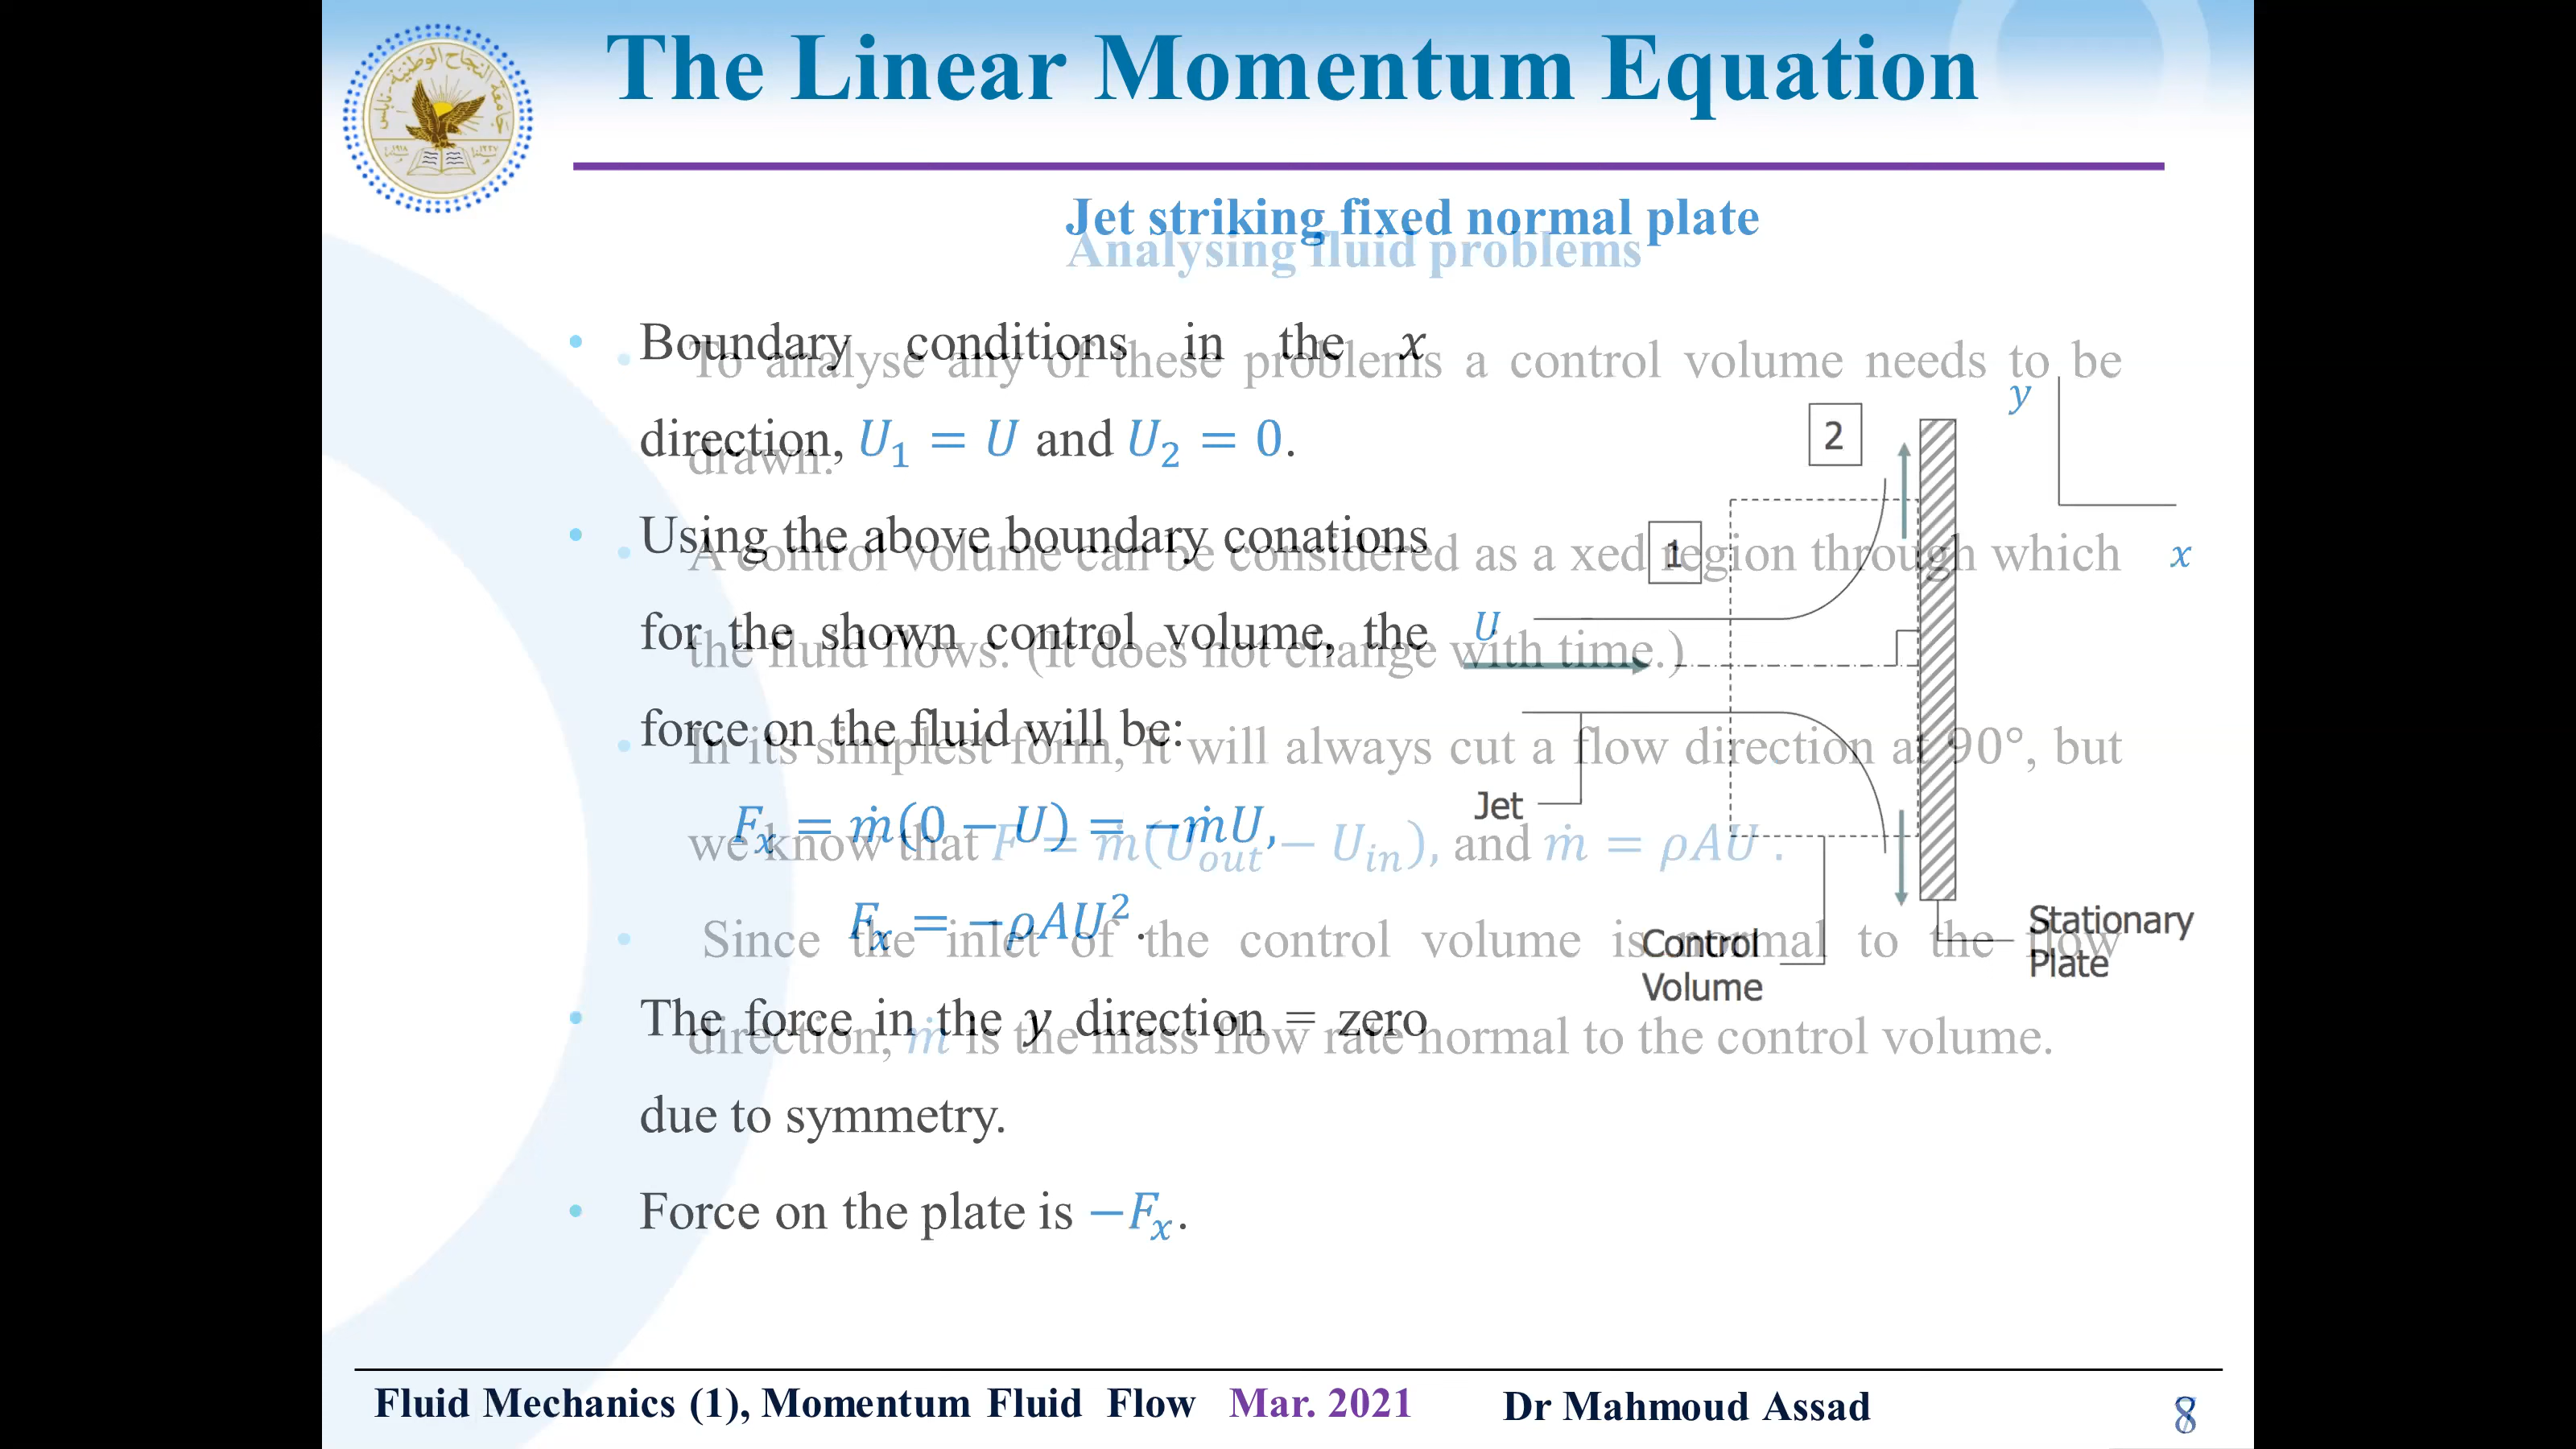 The Linear Momentum Equation
Jet striking fixed normal plate
Analysing fluid problems
• Boundary conditions in the x
direction, U₁ = U and U₂ = 0.
• Using the above boundary conations
for the shown control volume, the
force on the fluid will be:
Fₓ = ṁ(0 − U) = −ṁU,
Fₓ = −ρAU².
• The force in the y direction = zero
due to symmetry.
• Force on the plate is −Fₓ.
• To analyse any of these problems a control volume needs to be
drawn.
• A control volume can be considered as a xed region through which
the fluid flows. (It does not change with time.)
• In its simplest form, it will always cut a flow direction at 90°, but
we know that F = ṁ(U_out − U_in), and ṁ = ρAU .
• Since the inlet of the control volume is normal to the flow
direction, ṁ is the mass flow rate normal to the control volume.
y
2
1
x
U
Jet
Control
Volume
Stationary
Plate
Fluid Mechanics (1), Momentum Fluid Flow Mar. 2021 Dr Mahmoud Assad
8
جامعة النجاح الوطنية - نابلس